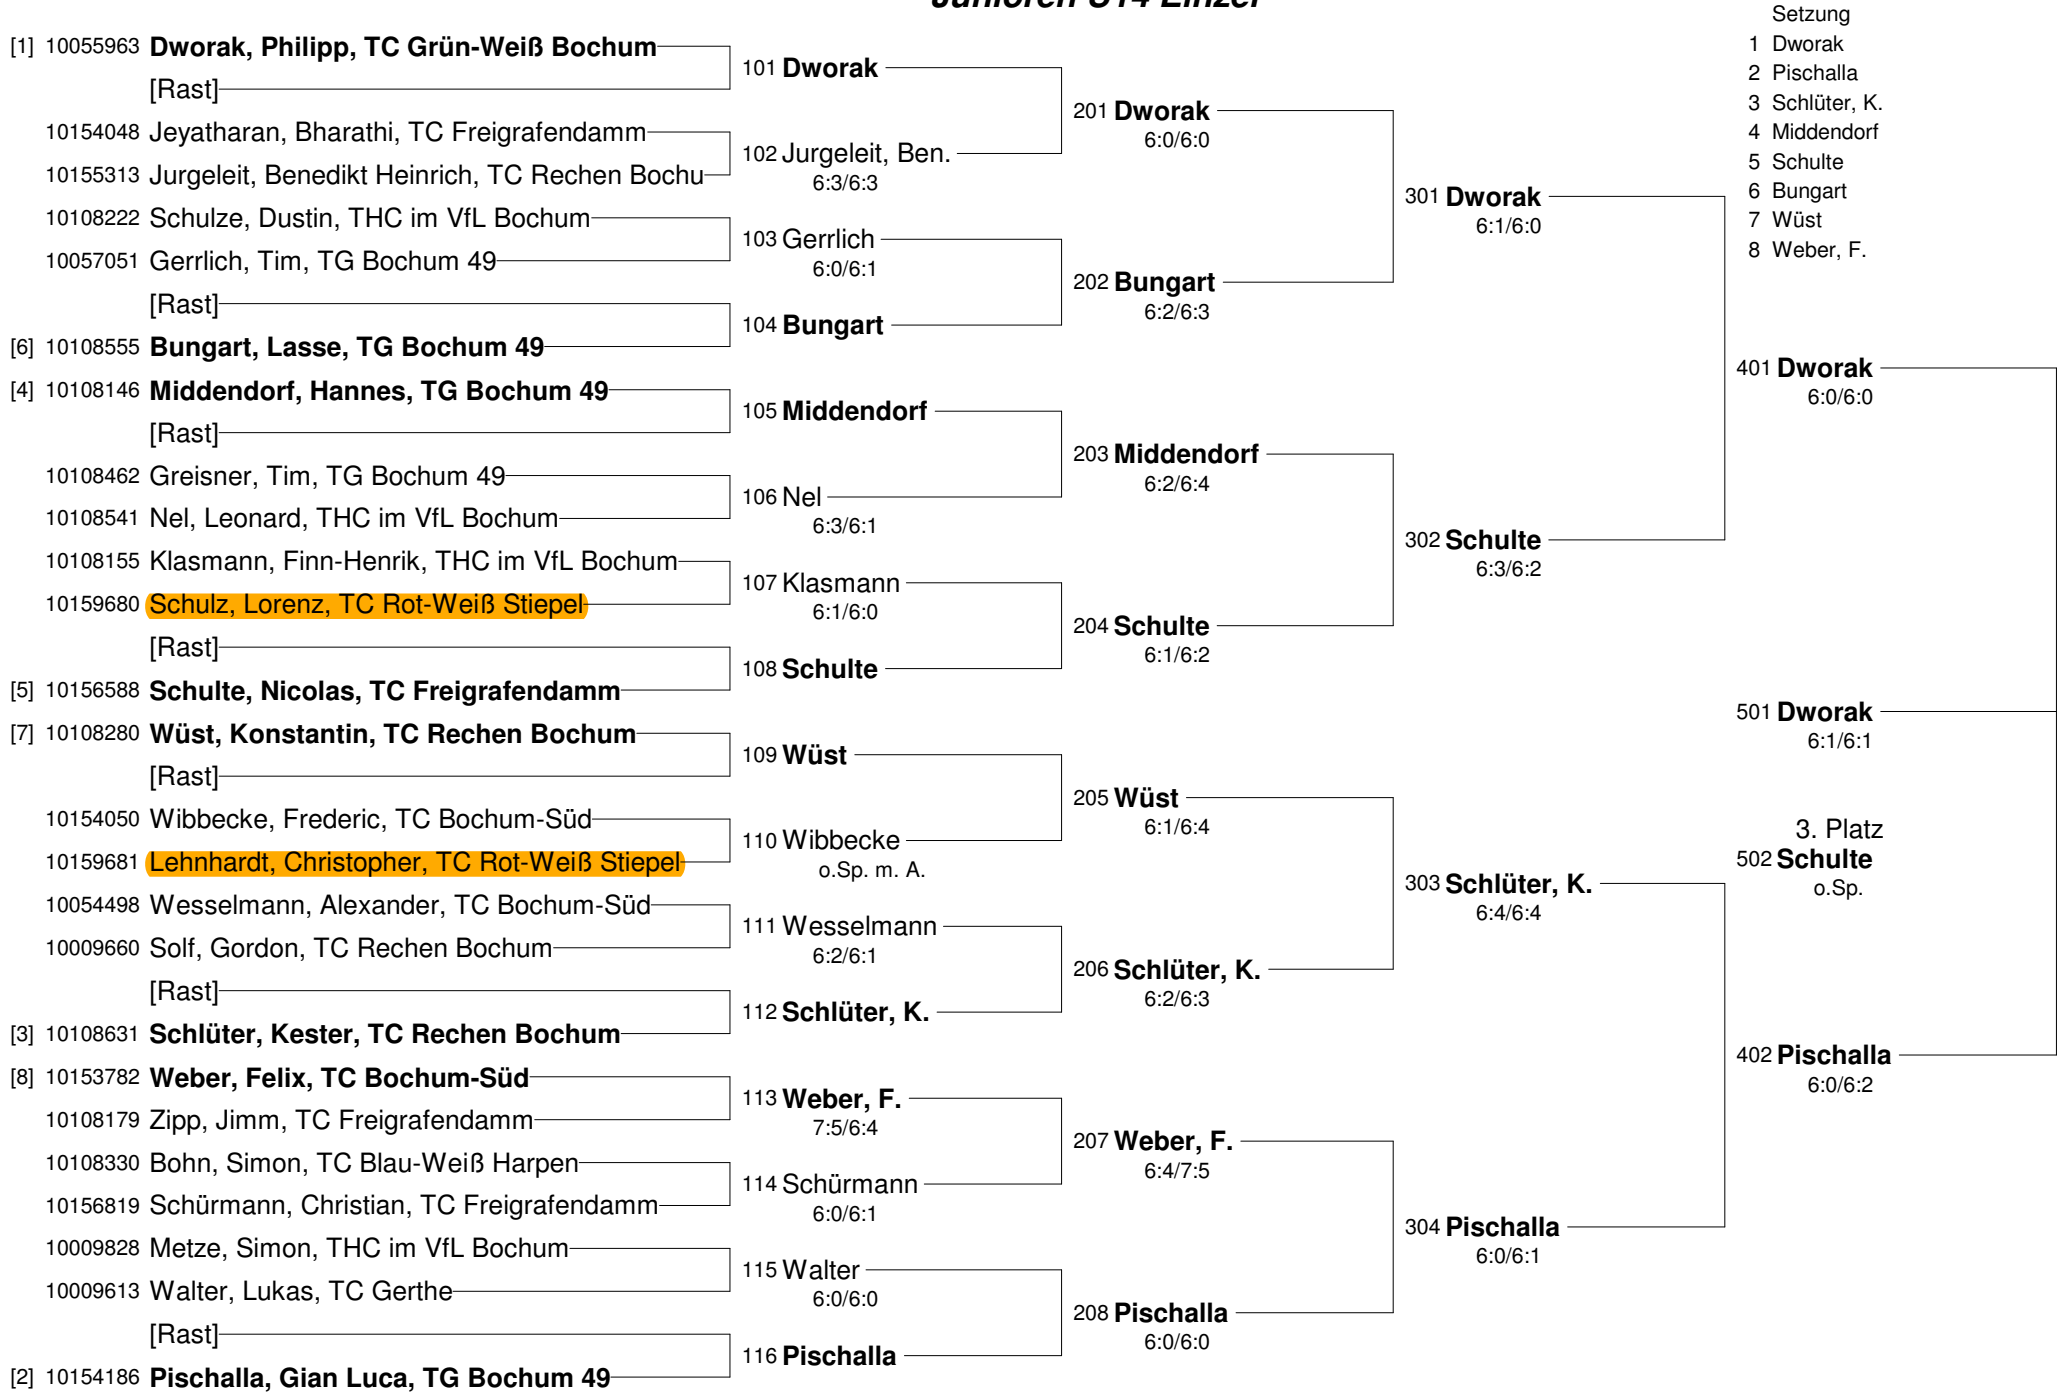 Junioren U14 Einzel
Setzung
1 Dworak
2 Pischalla
3 Schlüter, K.
4 Middendorf
5 Schulte
6 Bungart
7 Wüst
8 Weber, F.
[1] 10055963 Dworak, Philipp, TC Grün-Weiß Bochum
[Rast]
10154048 Jeyatharan, Bharathi, TC Freigrafendamm
10155313 Jurgeleit, Benedikt Heinrich, TC Rechen Bochu
10108222 Schulze, Dustin, THC im VfL Bochum
10057051 Gerrlich, Tim, TG Bochum 49
[Rast]
[6] 10108555 Bungart, Lasse, TG Bochum 49
[4] 10108146 Middendorf, Hannes, TG Bochum 49
[Rast]
10108462 Greisner, Tim, TG Bochum 49
10108541 Nel, Leonard, THC im VfL Bochum
10108155 Klasmann, Finn-Henrik, THC im VfL Bochum
10159680 Schulz, Lorenz, TC Rot-Weiß Stiepel
[Rast]
[5] 10156588 Schulte, Nicolas, TC Freigrafendamm
[7] 10108280 Wüst, Konstantin, TC Rechen Bochum
[Rast]
10154050 Wibbecke, Frederic, TC Bochum-Süd
10159681 Lehnhardt, Christopher, TC Rot-Weiß Stiepel
10054498 Wesselmann, Alexander, TC Bochum-Süd
10009660 Solf, Gordon, TC Rechen Bochum
[Rast]
[3] 10108631 Schlüter, Kester, TC Rechen Bochum
[8] 10153782 Weber, Felix, TC Bochum-Süd
10108179 Zipp, Jimm, TC Freigrafendamm
10108330 Bohn, Simon, TC Blau-Weiß Harpen
10156819 Schürmann, Christian, TC Freigrafendamm
10009828 Metze, Simon, THC im VfL Bochum
10009613 Walter, Lukas, TC Gerthe
[Rast]
[2] 10154186 Pischalla, Gian Luca, TG Bochum 49
101 Dworak
102 Jurgeleit, Ben.
6:3/6:3
103 Gerrlich
6:0/6:1
104 Bungart
105 Middendorf
106 Nel
6:3/6:1
107 Klasmann
6:1/6:0
108 Schulte
109 Wüst
110 Wibbecke
o.Sp. m. A.
111 Wesselmann
6:2/6:1
112 Schlüter, K.
113 Weber, F.
7:5/6:4
114 Schürmann
6:0/6:1
115 Walter
6:0/6:0
116 Pischalla
201 Dworak
6:0/6:0
202 Bungart
6:2/6:3
203 Middendorf
6:2/6:4
204 Schulte
6:1/6:2
205 Wüst
6:1/6:4
206 Schlüter, K.
6:2/6:3
207 Weber, F.
6:4/7:5
208 Pischalla
6:0/6:0
301 Dworak
6:1/6:0
302 Schulte
6:3/6:2
303 Schlüter, K.
6:4/6:4
304 Pischalla
6:0/6:1
401 Dworak
6:0/6:0
501 Dworak
6:1/6:1
3. Platz
502 Schulte
o.Sp.
402 Pischalla
6:0/6:2